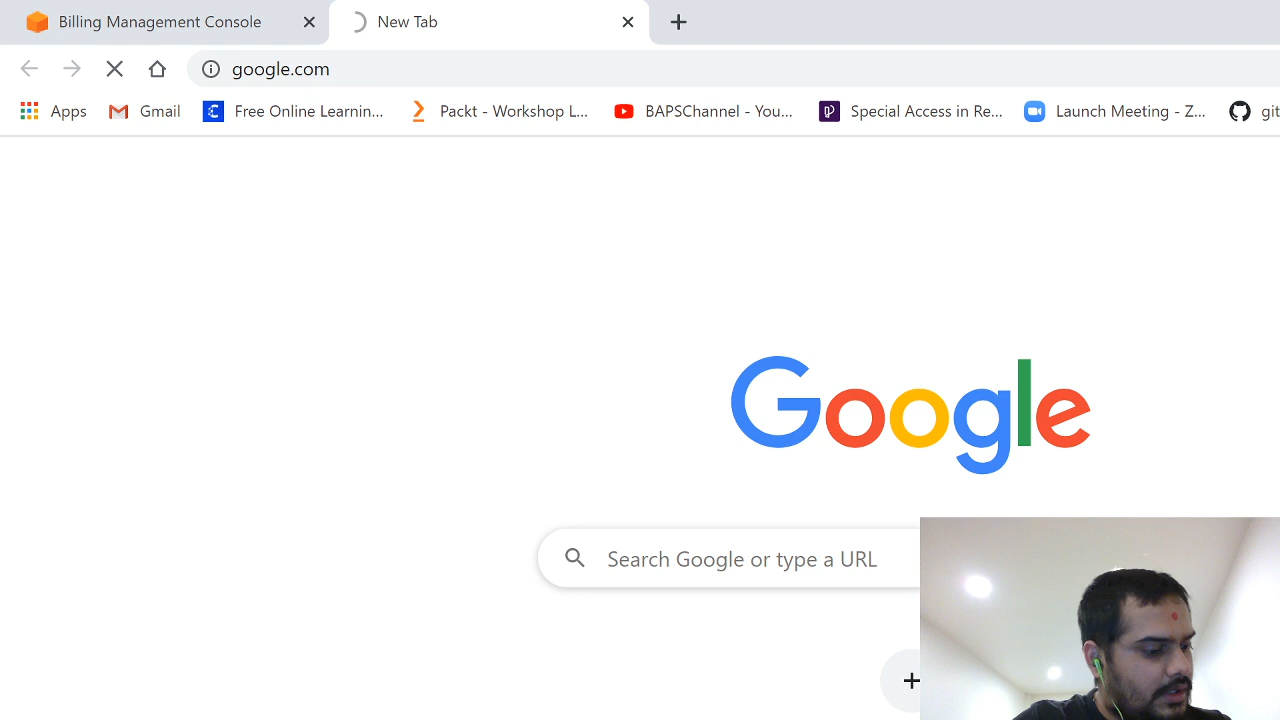 Billing Management Console
New Tab
google.com
Apps
Gmail
Free Online Learnin...
Packt - Workshop L...
BAPSChannel - You...
Special Access in Re...
Launch Meeting - Z...
git
Google
Search Google or type a URL